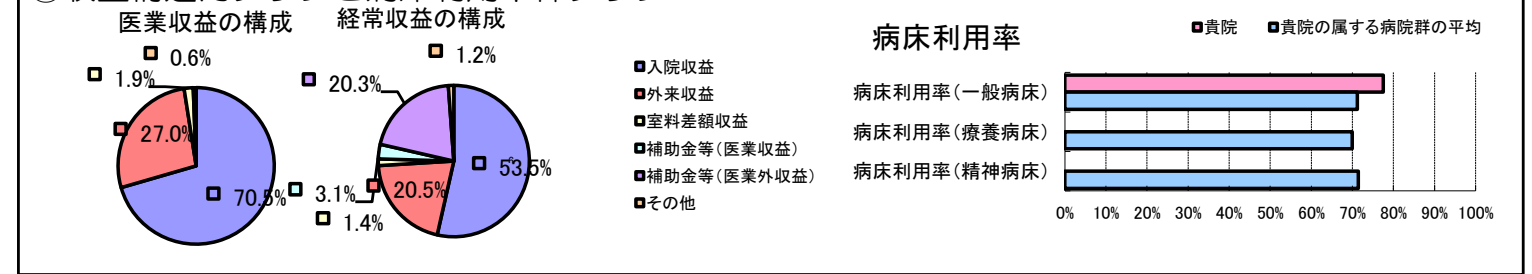 医業収益の構成
0.6%
1.9%
27.0%
70.5%
経常収益の構成
1.2%
20.3%
53.5%
3.1%
20.5%
1.4%
入院収益
外来収益
室料差額収益
補助金等(医業収益)
補助金等(医業外収益)
その他
病床利用率
貴院 貴院の属する病院群の平均
病床利用率(一般病床)
病床利用率(療養病床)
病床利用率(精神病床)
0% 10% 20% 30% 40% 50% 60% 70% 80% 90% 100%